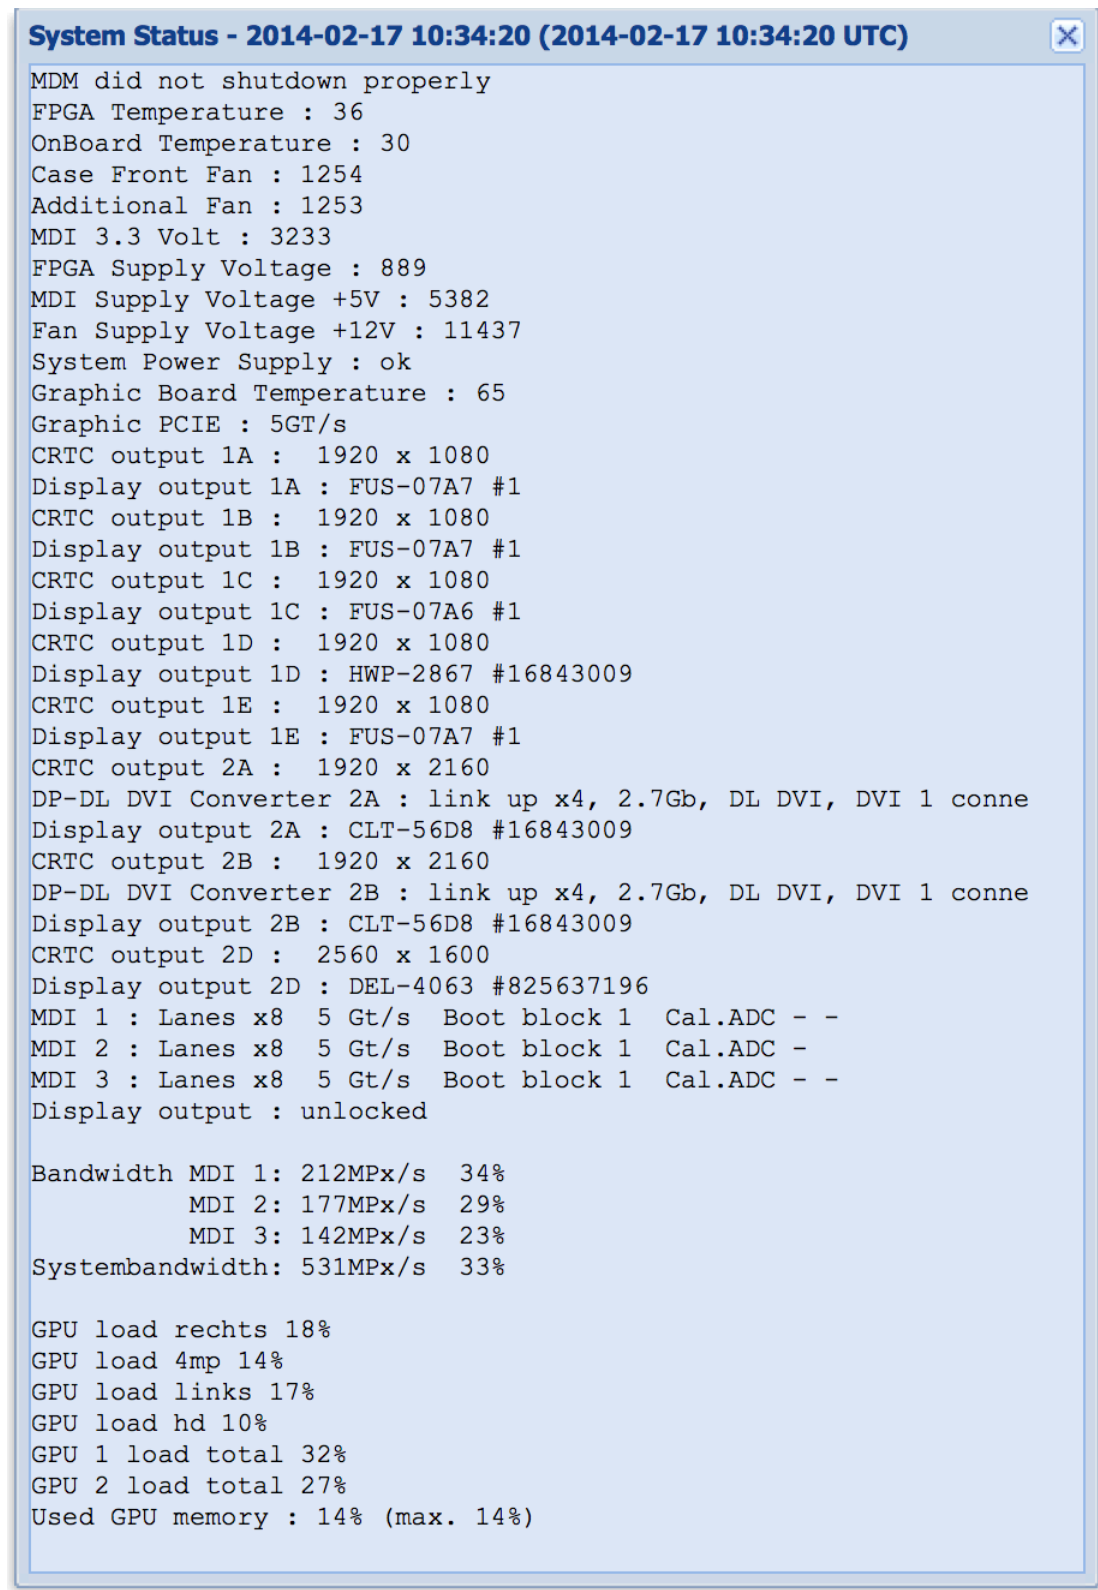 System Status - 2014-02-17 10:34:20 (2014-02-17 10:34:20 UTC)
MDM did not shutdown properly
FPGA Temperature : 36
OnBoard Temperature : 30
Case Front Fan : 1254
Additional Fan : 1253
MDI 3.3 Volt : 3233
FPGA Supply Voltage : 889
MDI Supply Voltage +5V : 5382
Fan Supply Voltage +12V : 11437
System Power Supply : ok
Graphic Board Temperature : 65
Graphic PCIE : 5GT/s
CRTC output 1A :  1920 x 1080
Display output 1A : FUS-07A7 #1
CRTC output 1B :  1920 x 1080
Display output 1B : FUS-07A7 #1
CRTC output 1C :  1920 x 1080
Display output 1C : FUS-07A6 #1
CRTC output 1D :  1920 x 1080
Display output 1D : HWP-2867 #16843009
CRTC output 1E :  1920 x 1080
Display output 1E : FUS-07A7 #1
CRTC output 2A :  1920 x 2160
DP-DL DVI Converter 2A : link up x4, 2.7Gb, DL DVI, DVI 1 conne
Display output 2A : CLT-56D8 #16843009
CRTC output 2B :  1920 x 2160
DP-DL DVI Converter 2B : link up x4, 2.7Gb, DL DVI, DVI 1 conne
Display output 2B : CLT-56D8 #16843009
CRTC output 2D :  2560 x 1600
Display output 2D : DEL-4063 #825637196
MDI 1 : Lanes x8  5 Gt/s  Boot block 1  Cal.ADC - -
MDI 2 : Lanes x8  5 Gt/s  Boot block 1  Cal.ADC -
MDI 3 : Lanes x8  5 Gt/s  Boot block 1  Cal.ADC - -
Display output : unlocked

Bandwidth MDI 1: 212MPx/s  34%
          MDI 2: 177MPx/s  29%
          MDI 3: 142MPx/s  23%
Systembandwidth: 531MPx/s  33%

GPU load rechts 18%
GPU load 4mp 14%
GPU load links 17%
GPU load hd 10%
GPU 1 load total 32%
GPU 2 load total 27%
Used GPU memory : 14% (max. 14%)